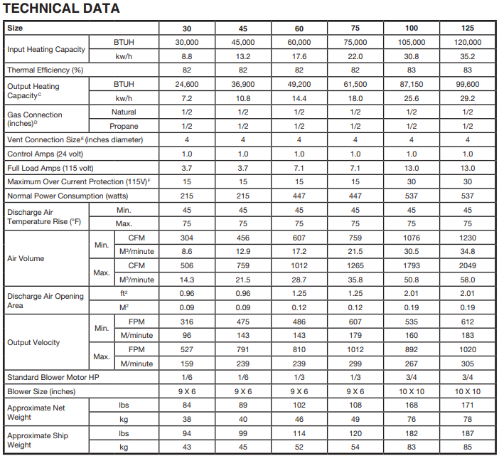 TECHNICAL DATA
Size 30 45 60 75 100 125
Input Heating Capacity BTUH 30,000 45,000 60,000 75,000 105,000 120,000
kw/h 8.8 13.2 17.6 22.0 30.8 35.2
Thermal Efficiency (%) 82 82 82 82 83 83
Output Heating Capacityᶜ BTUH 24,600 36,900 49,200 61,500 87,150 99,600
kw/h 7.2 10.8 14.4 18.0 25.6 29.2
Gas Connection (inches)ᴰ Natural 1/2 1/2 1/2 1/2 1/2 1/2
Propane 1/2 1/2 1/2 1/2 1/2 1/2
Vent Connection Sizeᴱ (inches diameter) 4 4 4 4 4 4
Control Amps (24 volt) 1.0 1.0 1.0 1.0 1.0 1.0
Full Load Amps (115 volt) 3.7 3.7 7.1 7.1 13.0 13.0
Maximum Over Current Protection (115V)ᶠ 15 15 15 15 30 30
Normal Power Consumption (watts) 215 215 447 447 537 537
Discharge Air Temperature Rise (°F) Min. 45 45 45 45 45 45
Max. 75 75 75 75 75 75
Air Volume Min. CFM 304 456 607 759 1076 1230
M³/minute 8.6 12.9 17.2 21.5 30.5 34.8
Max. CFM 506 759 1012 1265 1793 2049
M³/minute 14.3 21.5 28.7 35.8 50.8 58.0
Discharge Air Opening Area ft² 0.96 0.96 1.25 1.25 2.01 2.01
M² 0.09 0.09 0.12 0.12 0.19 0.19
Output Velocity Min. FPM 316 475 486 607 535 612
M/minute 96 143 143 179 160 183
Max. FPM 527 791 810 1012 892 1020
M/minute 159 239 239 299 267 305
Standard Blower Motor HP 1/6 1/6 1/3 1/3 3/4 3/4
Blower Size (inches) 9 X 6 9 X 6 9 X 6 9 X 6 10 X 10 10 X 10
Approximate Net Weight lbs 84 89 102 108 168 171
kg 38 40 46 49 76 78
Approximate Ship Weight lbs 94 99 114 120 182 187
kg 43 45 52 54 83 85